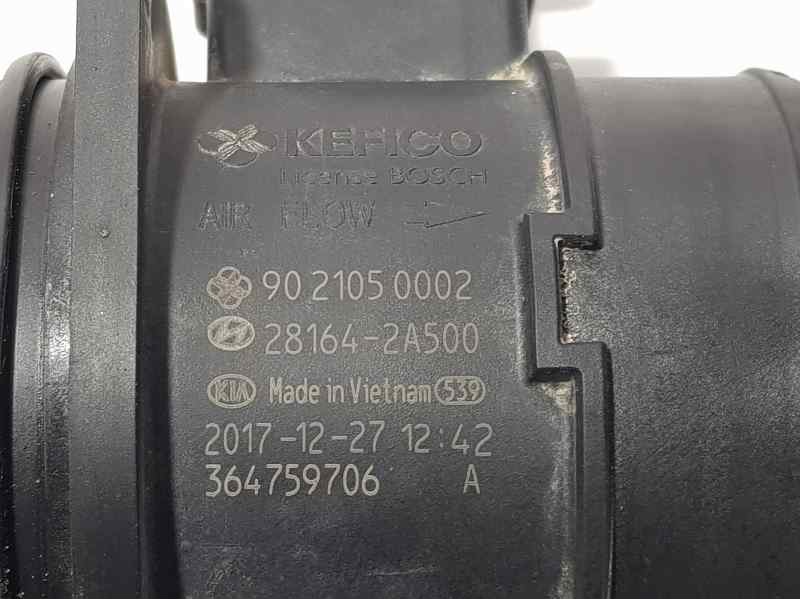 KEFICO
License BOSCH
AIR FLOW
90 2105 0002
28164-2A500
KIA Made in Vietnam 539
2017-12-27 12:42
364759706 A